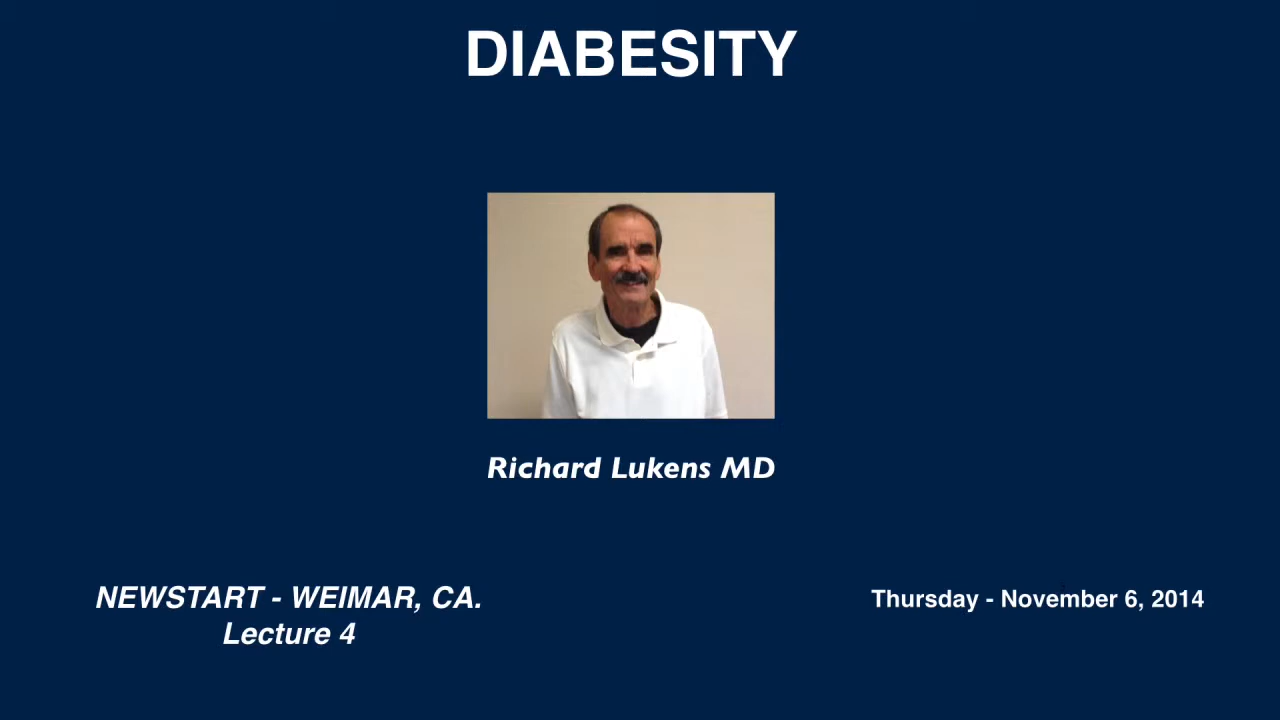 DIABESITY
Richard Lukens MD
NEWSTART - WEIMAR, CA.
Lecture 4
Thursday - November 6, 2014